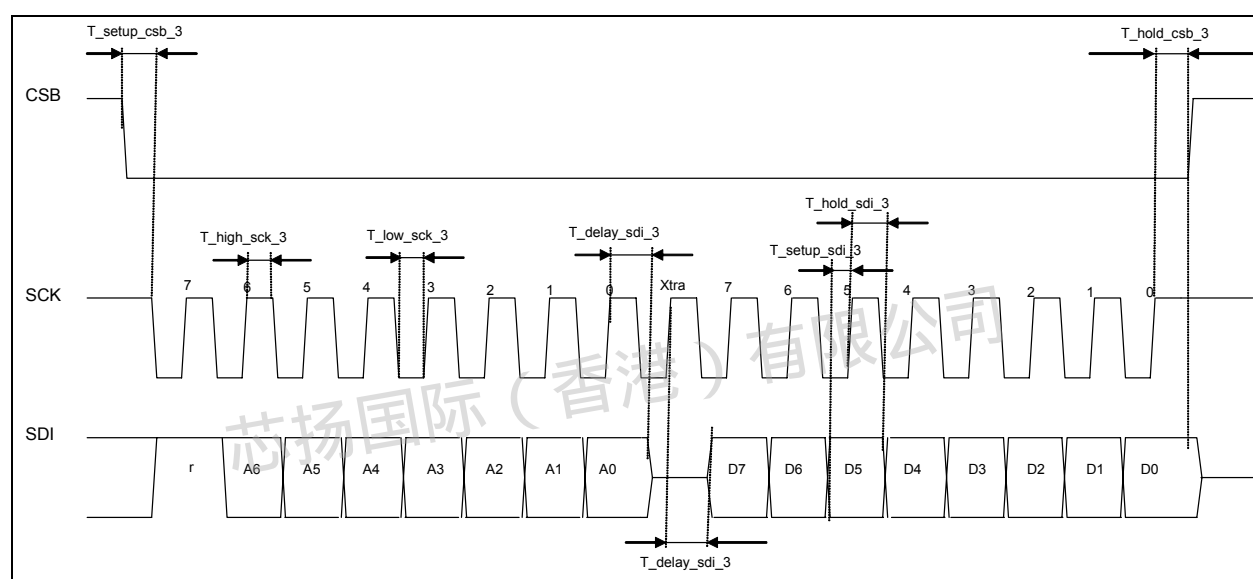 T_setup_csb_3
T_hold_csb_3
CSB
T_hold_sdi_3
T_high_sck_3
T_low_sck_3
T_delay_sdi_3
T_setup_sdi_3
SCK
7 6 5 4 3 2 1 0 Xtra 7 6 5 4 3 2 1 0
芯扬国际（香港）有限公司
SDI
r A6 A5 A4 A3 A2 A1 A0 D7 D6 D5 D4 D3 D2 D1 D0
T_delay_sdi_3